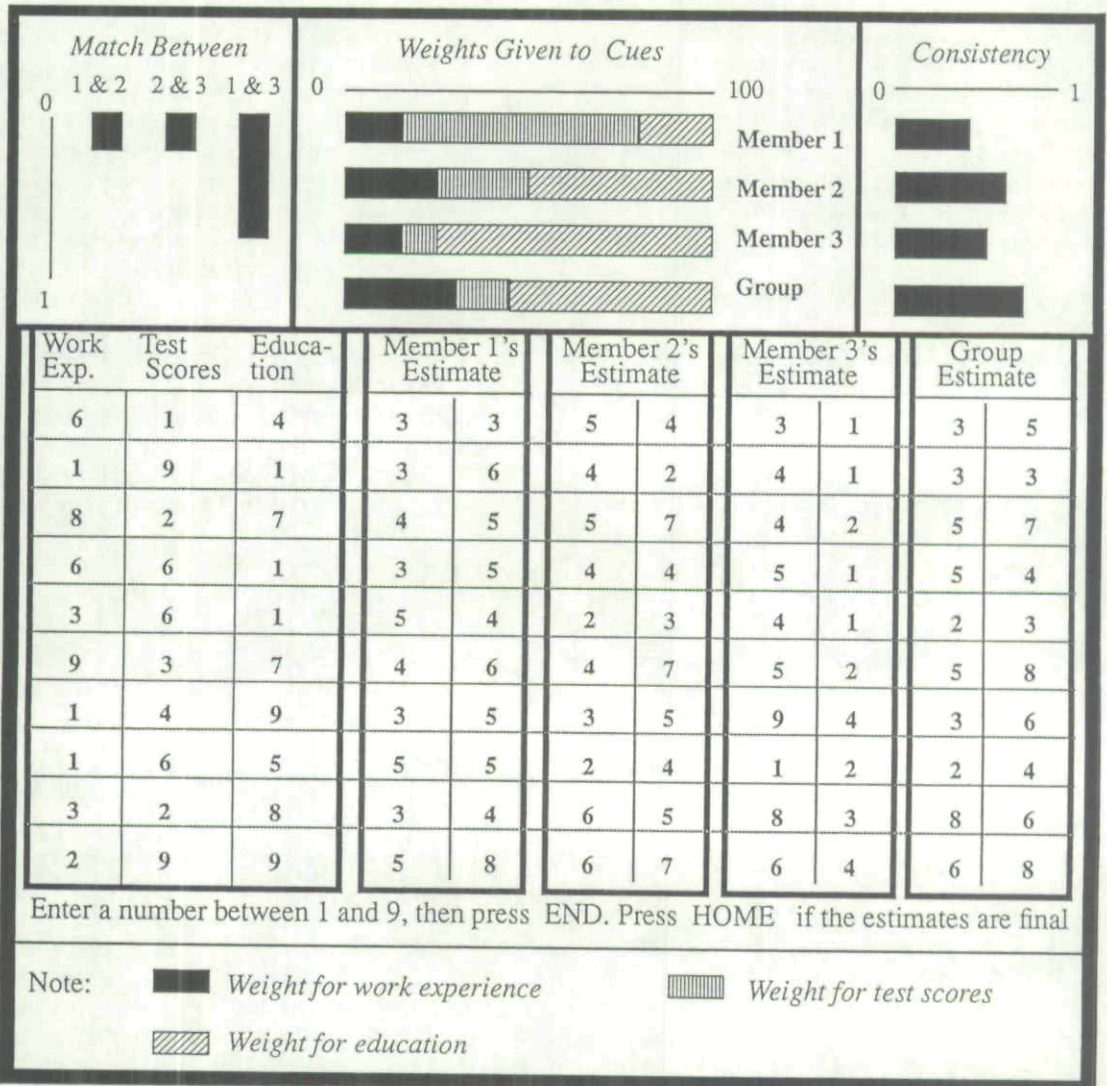 Match Between
1 & 2 2 & 3 1 & 3
0
1
Weights Given to Cues
0 100
Member 1
Member 2
Member 3
Group
Consistency
0 1
Work Exp. Test Scores Educa-tion Member 1's Estimate Member 2's Estimate Member 3's Estimate Group Estimate
6 1 4 3 3 5 4 3 1 3 5
1 9 1 3 6 4 2 4 1 3 3
8 2 7 4 5 5 7 4 2 5 7
6 6 1 3 5 4 4 5 1 5 4
3 6 1 5 4 2 3 4 1 2 3
9 3 7 4 6 4 7 5 2 5 8
1 4 9 3 5 3 5 9 4 3 6
1 6 5 5 5 2 4 1 2 2 4
3 2 8 3 4 6 5 8 3 8 6
2 9 9 5 8 6 7 6 4 6 8
Enter a number between 1 and 9, then press END. Press HOME if the estimates are final
Note: Weight for work experience Weight for test scores
Weight for education